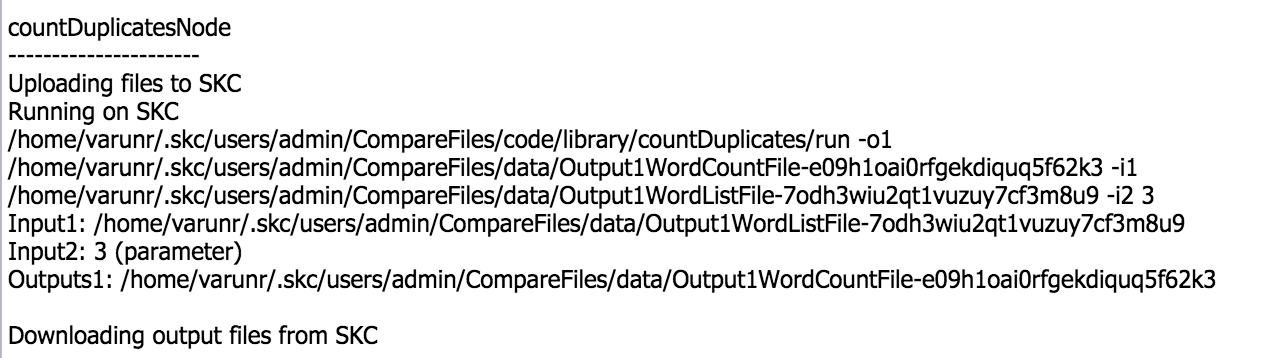 countDuplicatesNode
----------------------
Uploading files to SKC
Running on SKC
/home/varunr/.skc/users/admin/CompareFiles/code/library/countDuplicates/run -o1
/home/varunr/.skc/users/admin/CompareFiles/data/Output1WordCountFile-e09h1oai0rfgekdiquq5f62k3 -i1
/home/varunr/.skc/users/admin/CompareFiles/data/Output1WordListFile-7odh3wiu2qt1vuzuy7cf3m8u9 -i2 3
Input1: /home/varunr/.skc/users/admin/CompareFiles/data/Output1WordListFile-7odh3wiu2qt1vuzuy7cf3m8u9
Input2: 3 (parameter)
Outputs1: /home/varunr/.skc/users/admin/CompareFiles/data/Output1WordCountFile-e09h1oai0rfgekdiquq5f62k3
Downloading output files from SKC